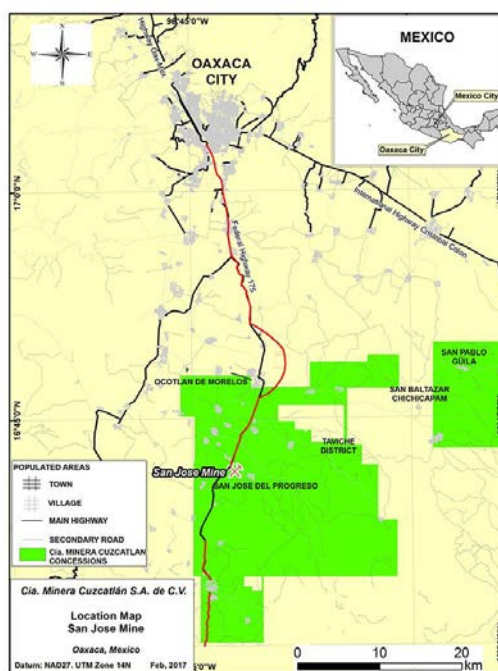 96°45'0"W
N
W
E
S
OAXACA
CITY
MEXICO
Mexico City
Oaxaca City
17°0'0"N
International Highway Cristobal Colon
Federal Highway 175
SAN PABLO
GÜILA
OCOTLAN DE MORELOS
SAN BALTAZAR
CHICHICAPAM
16°45'0"N
TAVICHE
DISTRICT
San Jose Mine
SAN JOSE DEL PROGRESO
POPULATED AREAS
TOWN
VILLAGE
MAIN HIGHWAY
SECONDARY ROAD
Cia. MINERA CUZCATLAN
CONCESSIONS
Cia. Minera Cuzcatlán S.A. de C.V.
Location Map
San Jose Mine
Oaxaca, Mexico
Datum: NAD27. UTM Zone 14N Feb, 2017
0 10 20
km